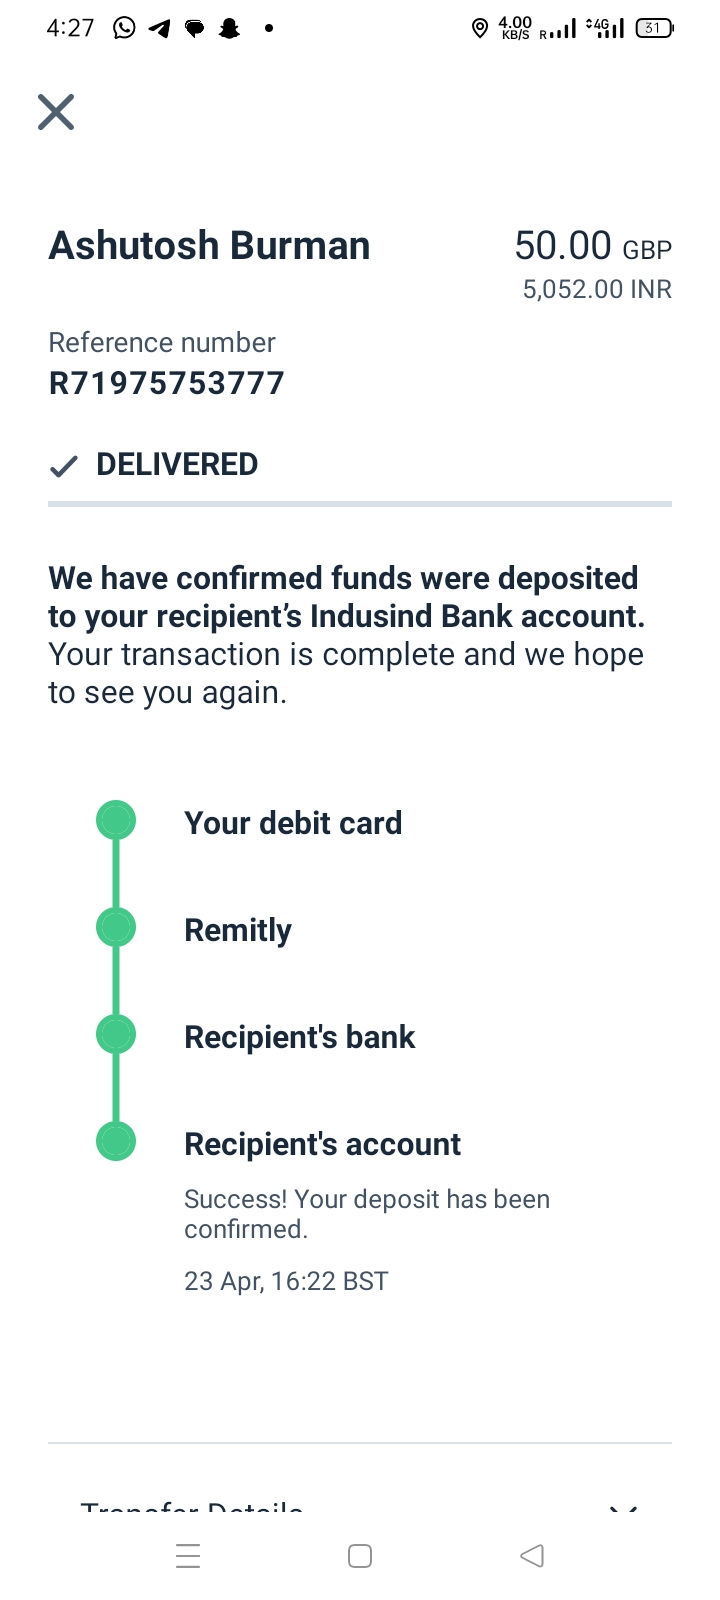 4:27
4.00
KB/S
R
4G
31
Ashutosh Burman
50.00 GBP
5,052.00 INR
Reference number
R71975753777
DELIVERED
We have confirmed funds were deposited
to your recipient’s Indusind Bank account.
Your transaction is complete and we hope
to see you again.
Your debit card
Remitly
Recipient's bank
Recipient's account
Success! Your deposit has been
confirmed.
23 Apr, 16:22 BST
Transfer Details